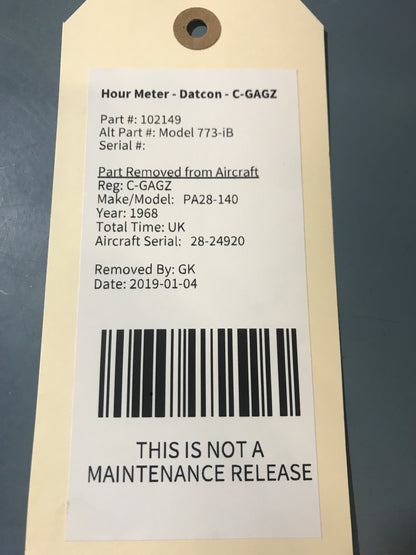 Hour Meter - Datcon - C-GAGZ
Part #: 102149
Alt Part #: Model 773-iB
Serial #:
Part Removed from Aircraft
Reg: C-GAGZ
Make/Model: PA28-140
Year: 1968
Total Time: UK
Aircraft Serial: 28-24920
Removed By: GK
Date: 2019-01-04
THIS IS NOT A
MAINTENANCE RELEASE